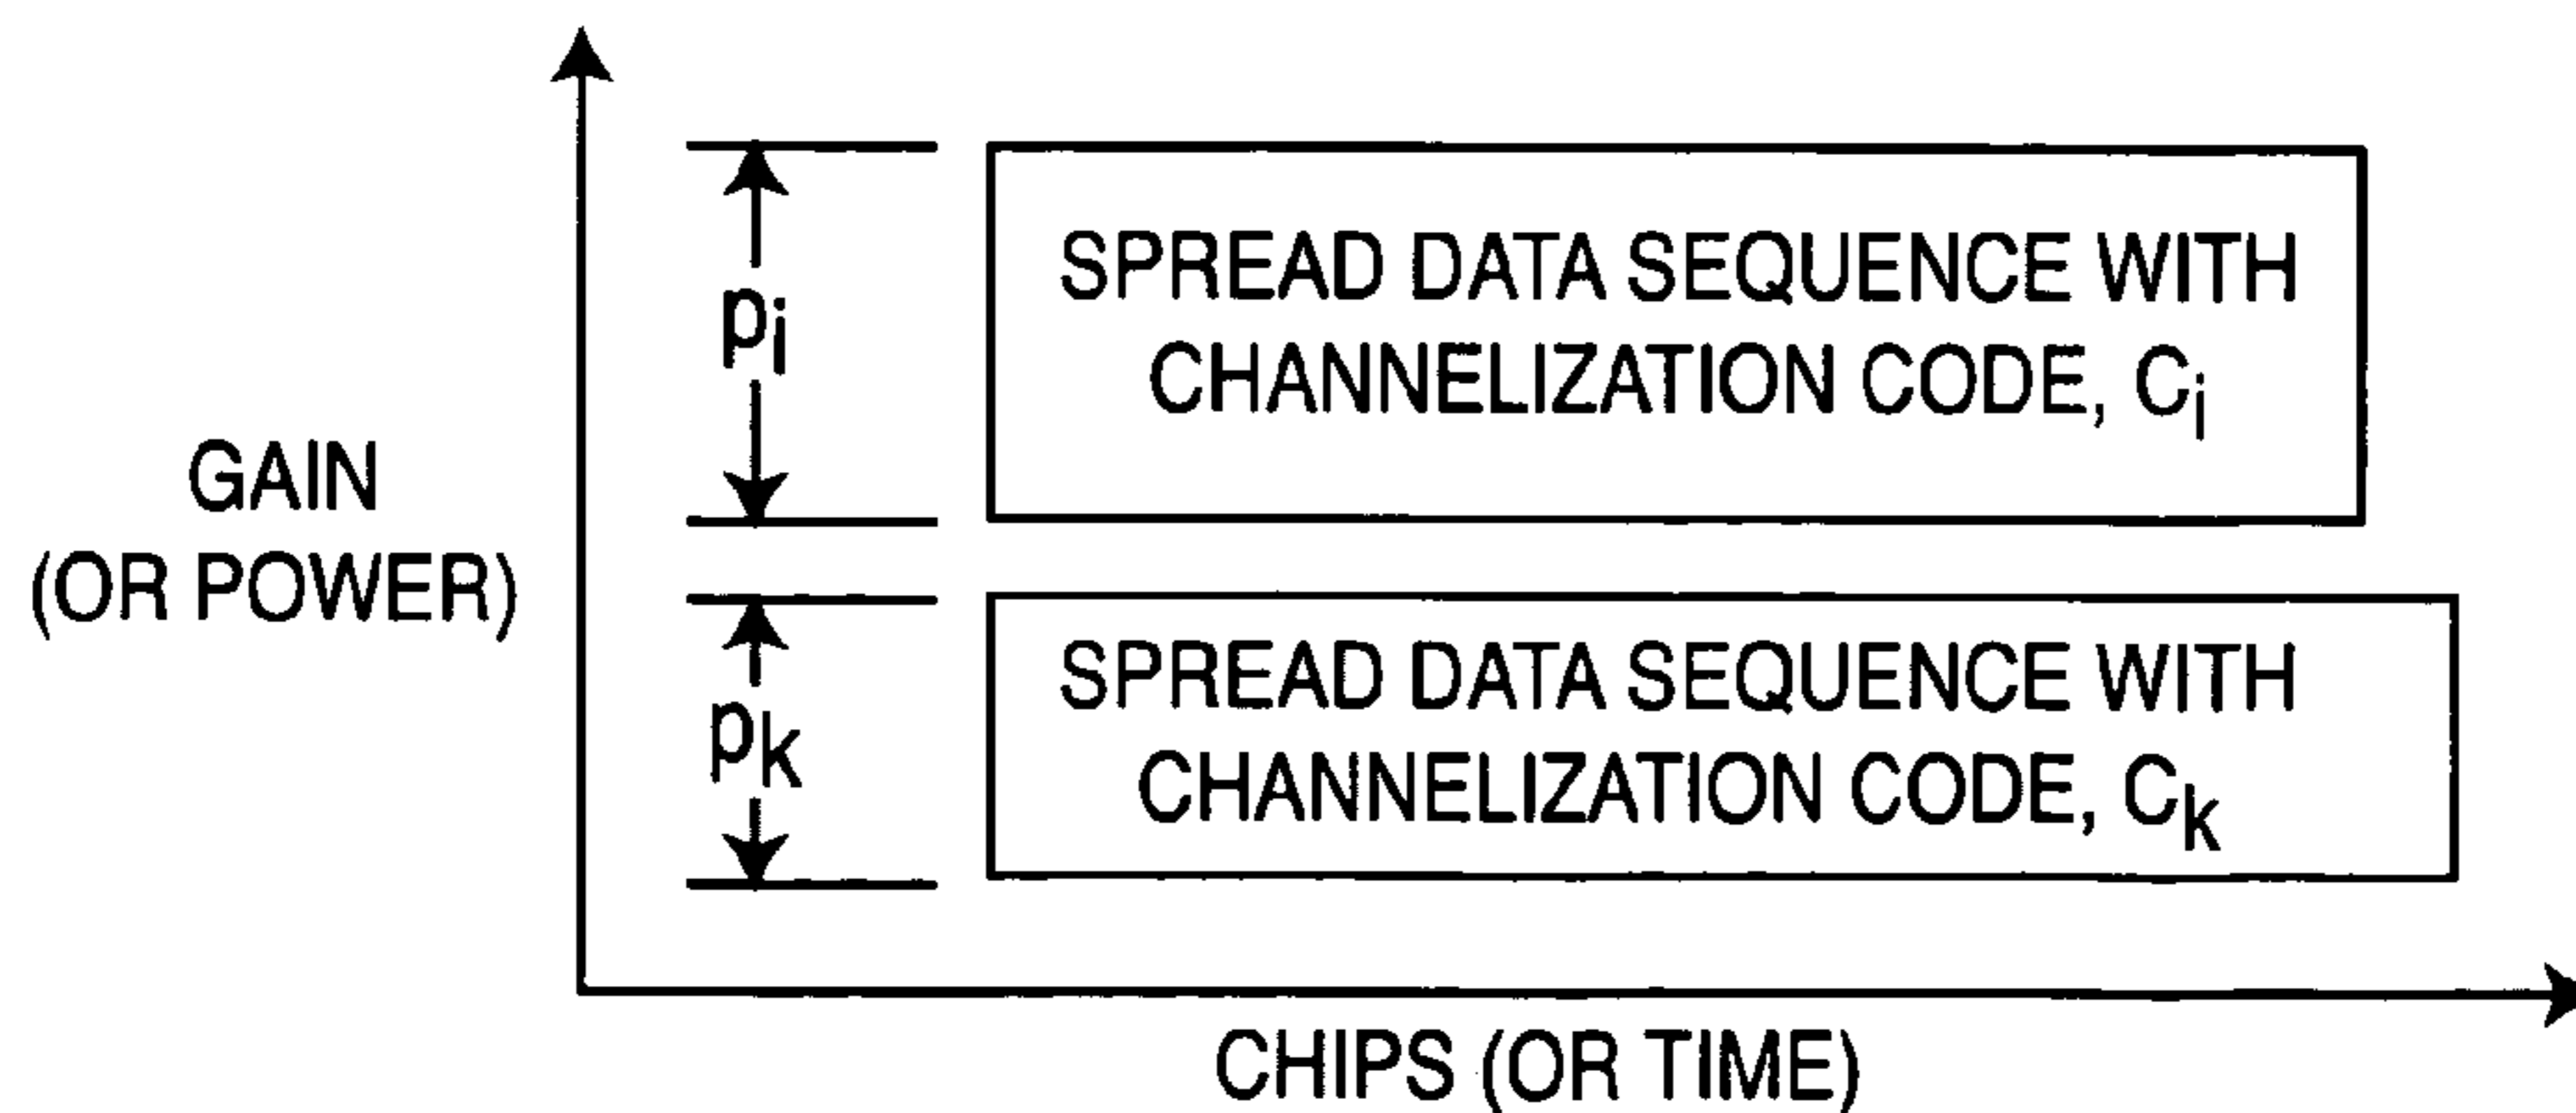 GAIN
(OR POWER)
pi
SPREAD DATA SEQUENCE WITH
CHANNELIZATION CODE, Ci
pk
SPREAD DATA SEQUENCE WITH
CHANNELIZATION CODE, Ck
CHIPS (OR TIME)